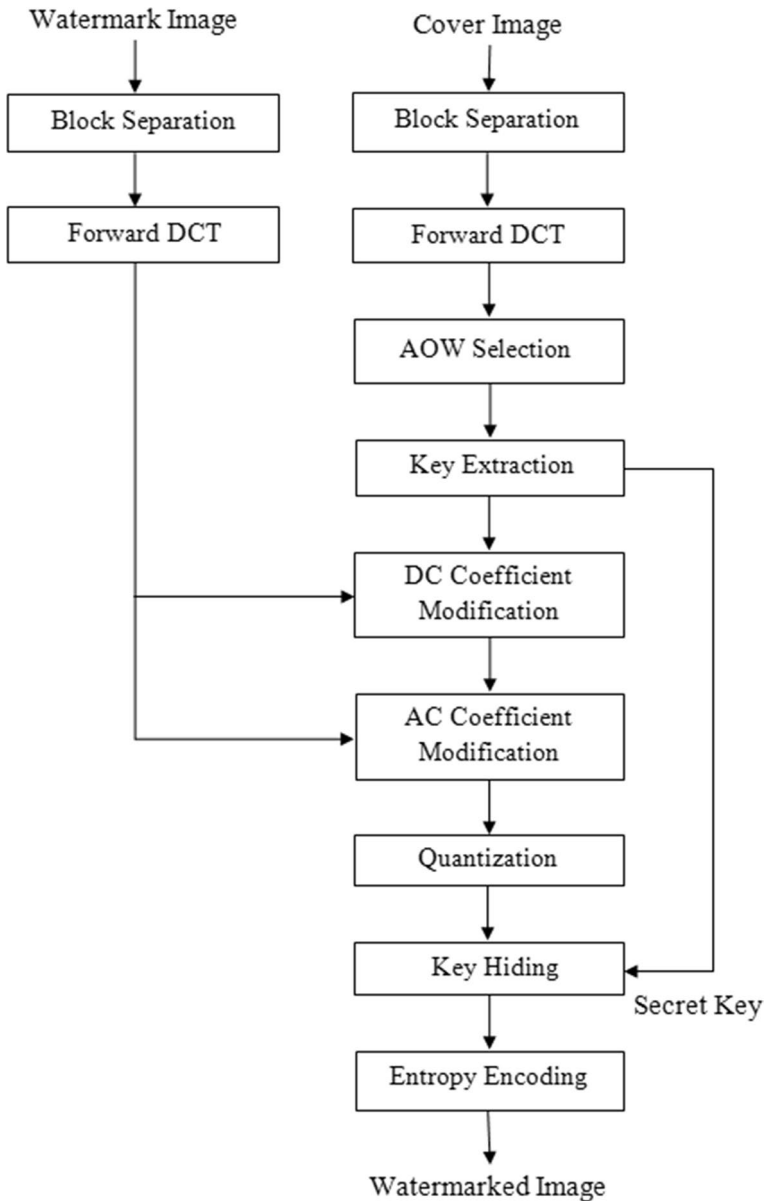 Watermark Image
Cover Image
Block Separation
Block Separation
Forward DCT
Forward DCT
AOW Selection
Key Extraction
DC Coefficient
Modification
AC Coefficient
Modification
Quantization
Key Hiding
Secret Key
Entropy Encoding
Watermarked Image